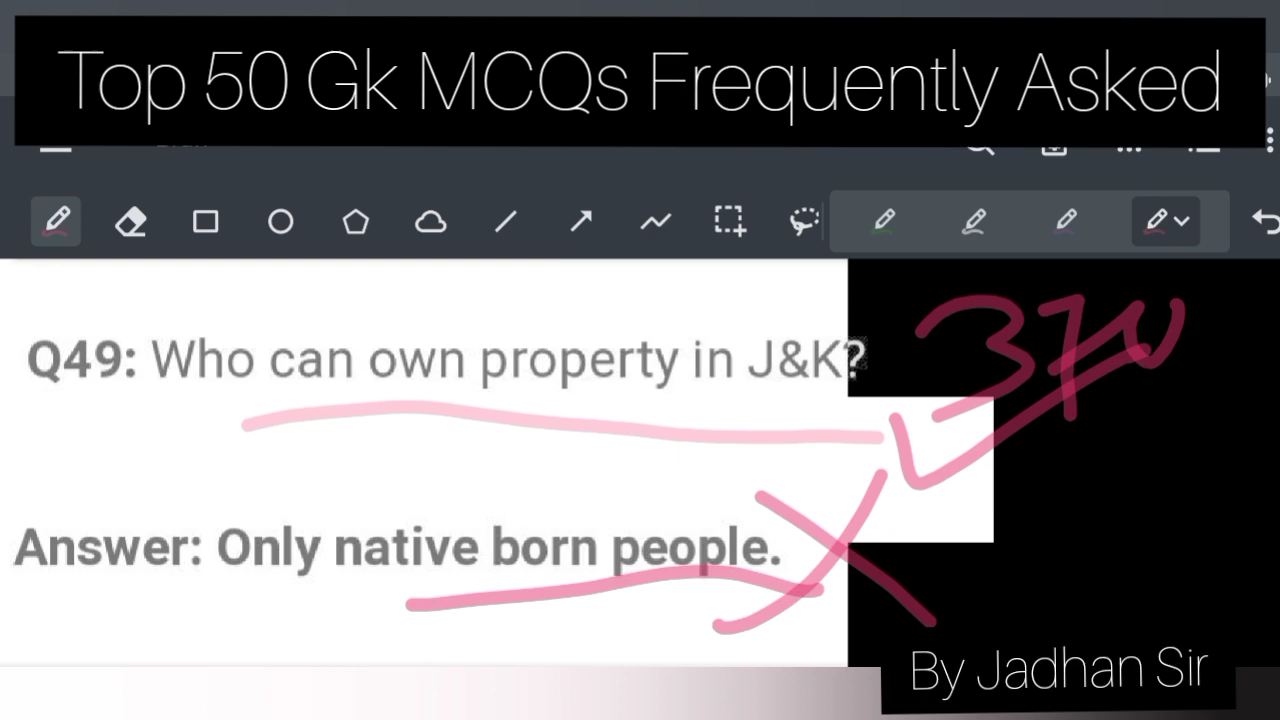 Top 50 Gk MCQs Frequently Asked
Q49: Who can own property in J&K?
370
Answer: Only native born people.
By Jadhan Sir